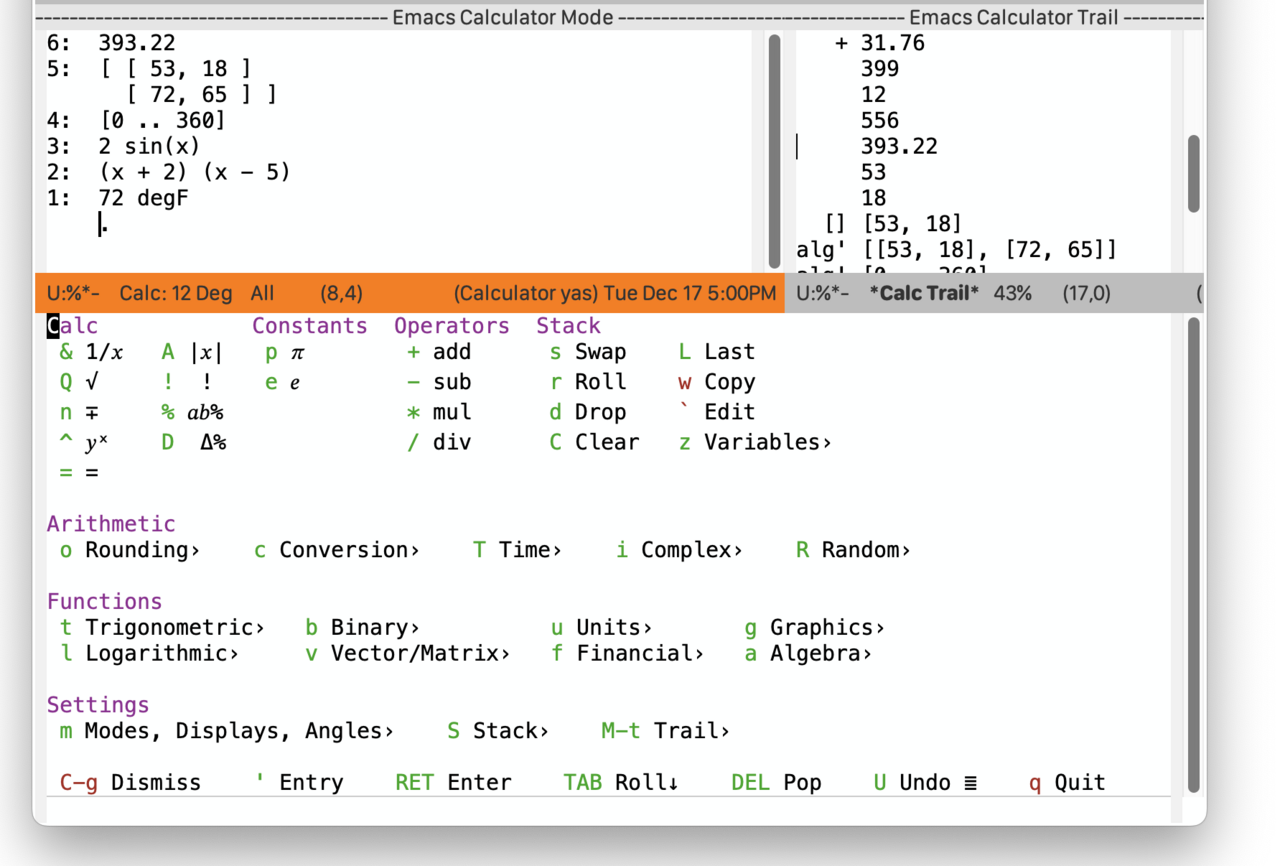 Emacs Calculator Mode
6: 393.22
5: [ [ 53, 18 ]
[ 72, 65 ] ]
4: [0 .. 360]
3: 2 sin(x)
2: (x + 2) (x − 5)
1: 72 degF
.
U:%*- Calc: 12 Deg All (8,4) (Calculator yas) Tue Dec 17 5:00PM
Emacs Calculator Trail
+ 31.76
399
12
556
393.22
53
18
[] [53, 18]
alg' [[53, 18], [72, 65]]
alg' [0 .. 360]
U:%*- *Calc Trail* 43% (17,0) (
Calc Constants Operators Stack
& 1/x A |x| p π + add s Swap L Last
Q √ ! ! e e − sub r Roll w Copy
n ∓ % ab% * mul d Drop ` Edit
^ yˣ D Δ% / div C Clear z Variables›
= =
Arithmetic
o Rounding› c Conversion› T Time› i Complex› R Random›
Functions
t Trigonometric› b Binary› u Units› g Graphics›
l Logarithmic› v Vector/Matrix› f Financial› a Algebra›
Settings
m Modes, Displays, Angles› S Stack› M-t Trail›
C-g Dismiss ' Entry RET Enter TAB Roll↓ DEL Pop U Undo ≣ q Quit